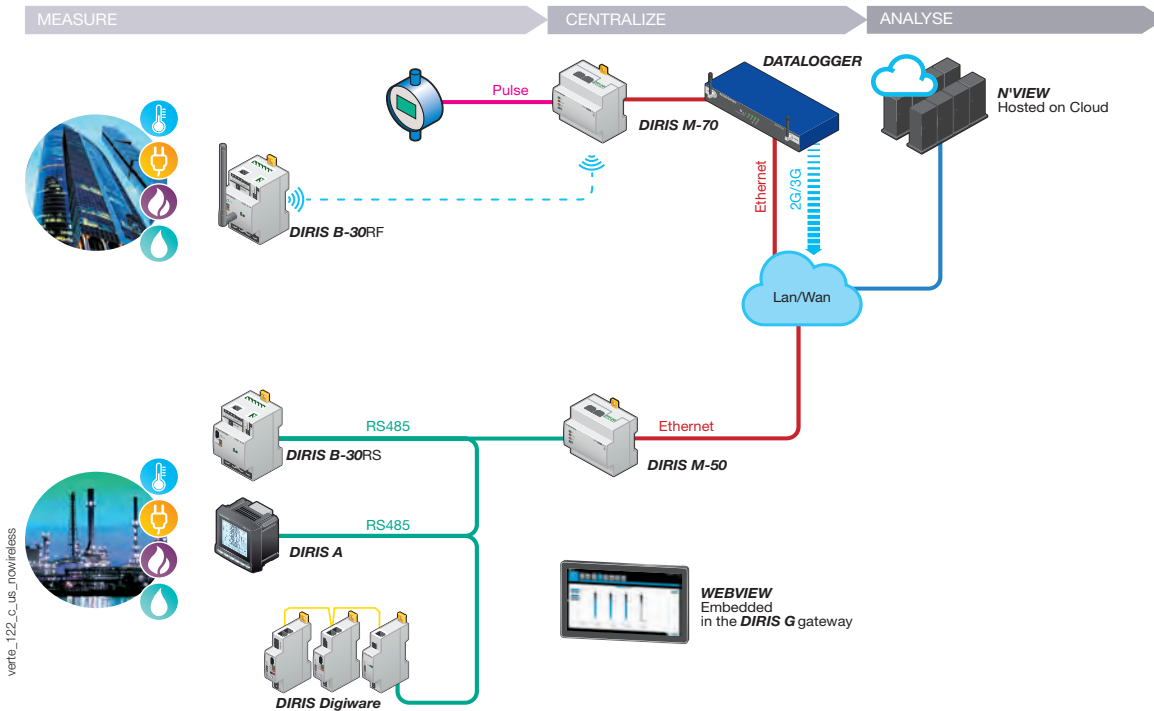 MEASURE
CENTRALIZE
ANALYSE
DATALOGGER
N'VIEW
Hosted on Cloud
Pulse
DIRIS M-70
Ethernet
2G/3G
DIRIS B-30RF
Lan/Wan
RS485
Ethernet
DIRIS B-30RS
DIRIS M-50
RS485
DIRIS A
WEBVIEW
Embedded
in the DIRIS G gateway
DIRIS Digiware
verte_122_c_us_nowireless